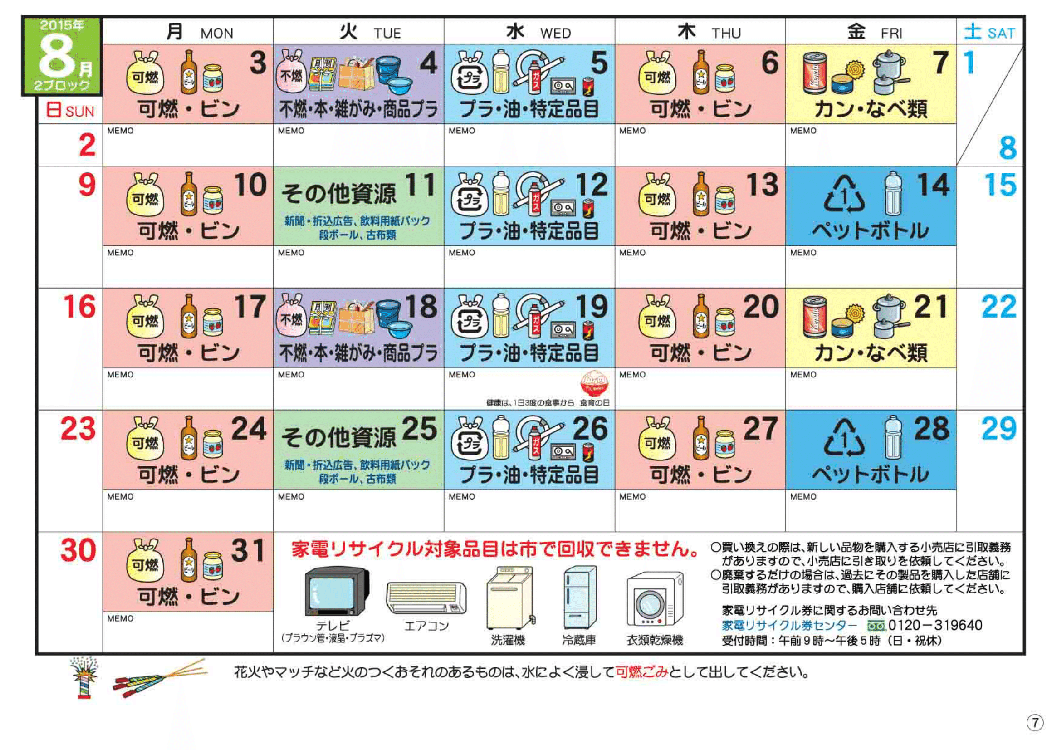 2015年
8月
2ブロック
日 SUN
月 MON
火 TUE
水 WED
木 THU
金 FRI
土 SAT
可燃
3
可燃・ビン
不燃
4
不燃・本・雑がみ・商品プラ
プラ
ガス
5
プラ・油・特定品目
可燃
6
可燃・ビン
7
カン・なべ類
1
2
MEMO
MEMO
MEMO
MEMO
MEMO
8
9
可燃
10
可燃・ビン
その他資源 11
新聞・折込広告、飲料用紙パック
段ボール、古布類
プラ
ガス
12
プラ・油・特定品目
可燃
13
可燃・ビン
1
14
ペットボトル
15
MEMO
MEMO
MEMO
MEMO
MEMO
16
可燃
17
可燃・ビン
不燃
18
不燃・本・雑がみ・商品プラ
プラ
ガス
19
プラ・油・特定品目
可燃
20
可燃・ビン
21
カン・なべ類
22
MEMO
MEMO
MEMO
健康は、1日3度の食事から 食育の日
MEMO
MEMO
23
可燃
24
可燃・ビン
その他資源 25
新聞・折込広告、飲料用紙パック
段ボール、古布類
プラ
ガス
26
プラ・油・特定品目
可燃
27
可燃・ビン
1
28
ペットボトル
29
MEMO
MEMO
MEMO
MEMO
MEMO
30
可燃
31
可燃・ビン
MEMO
家電リサイクル対象品目は市で回収できません。
テレビ
(ブラウン管・液晶・プラズマ)
エアコン
洗濯機
冷蔵庫
衣類乾燥機
○買い換えの際は、新しい品物を購入する小売店に引取義務
がありますので、小売店に引き取りを依頼してください。
○廃棄するだけの場合は、過去にその製品を購入した店舗に
引取義務がありますので、購入店舗に依頼してください。
家電リサイクル券に関するお問い合わせ先
家電リサイクル券センター 0120-319640
受付時間:午前9時~午後5時(日・祝休)
花火やマッチなど火のつくおそれのあるものは、水によく浸して可燃ごみとして出してください。
⑦